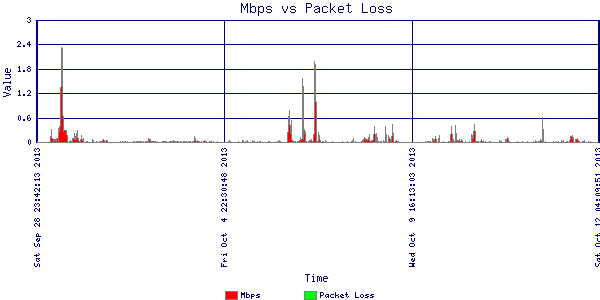 Mbps vs Packet Loss
3
2.4
1.8
1.2
0.6
0
Value
Sat Sep 28 23:42:13 2013
Fri Oct 4 22:30:48 2013
Wed Oct 9 16:13:03 2013
Sat Oct 12 04:09:51 2013
Time
Mbps
Packet Loss